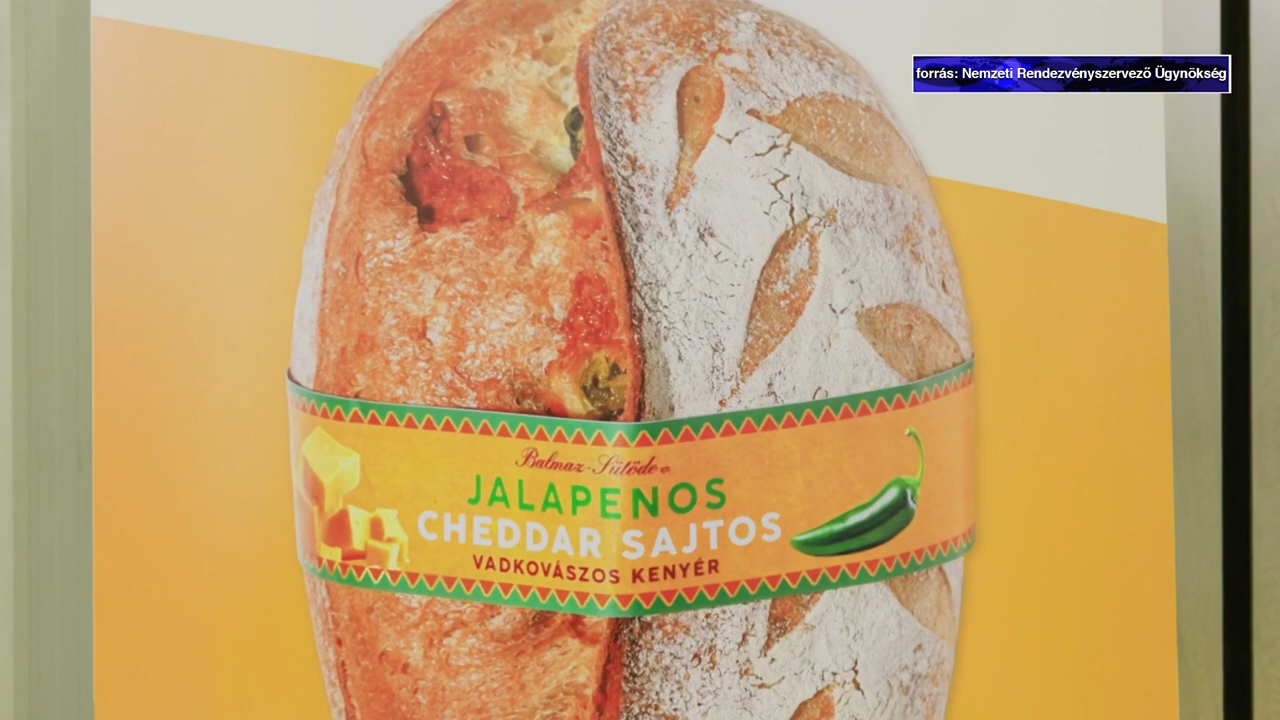 forrás: Nemzeti Rendezvényszervező Ügynökség
Balmaz-Sütöde
JALAPENOS
CHEDDAR SAJTOS
VADKOVÁSZOS KENYÉR